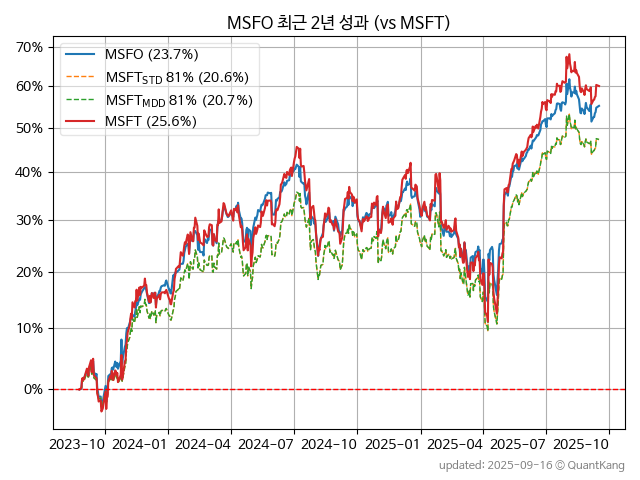 MSFO 최근 2년 성과 (vs MSFT)
MSFO (23.7%)
MSFT_STD 81% (20.6%)
MSFT_MDD 81% (20.7%)
MSFT (25.6%)
70%
60%
50%
40%
30%
20%
10%
0%
2023-10 2024-01 2024-04 2024-07 2024-10 2025-01 2025-04 2025-07 2025-10
updated: 2025-09-16 © QuantKang